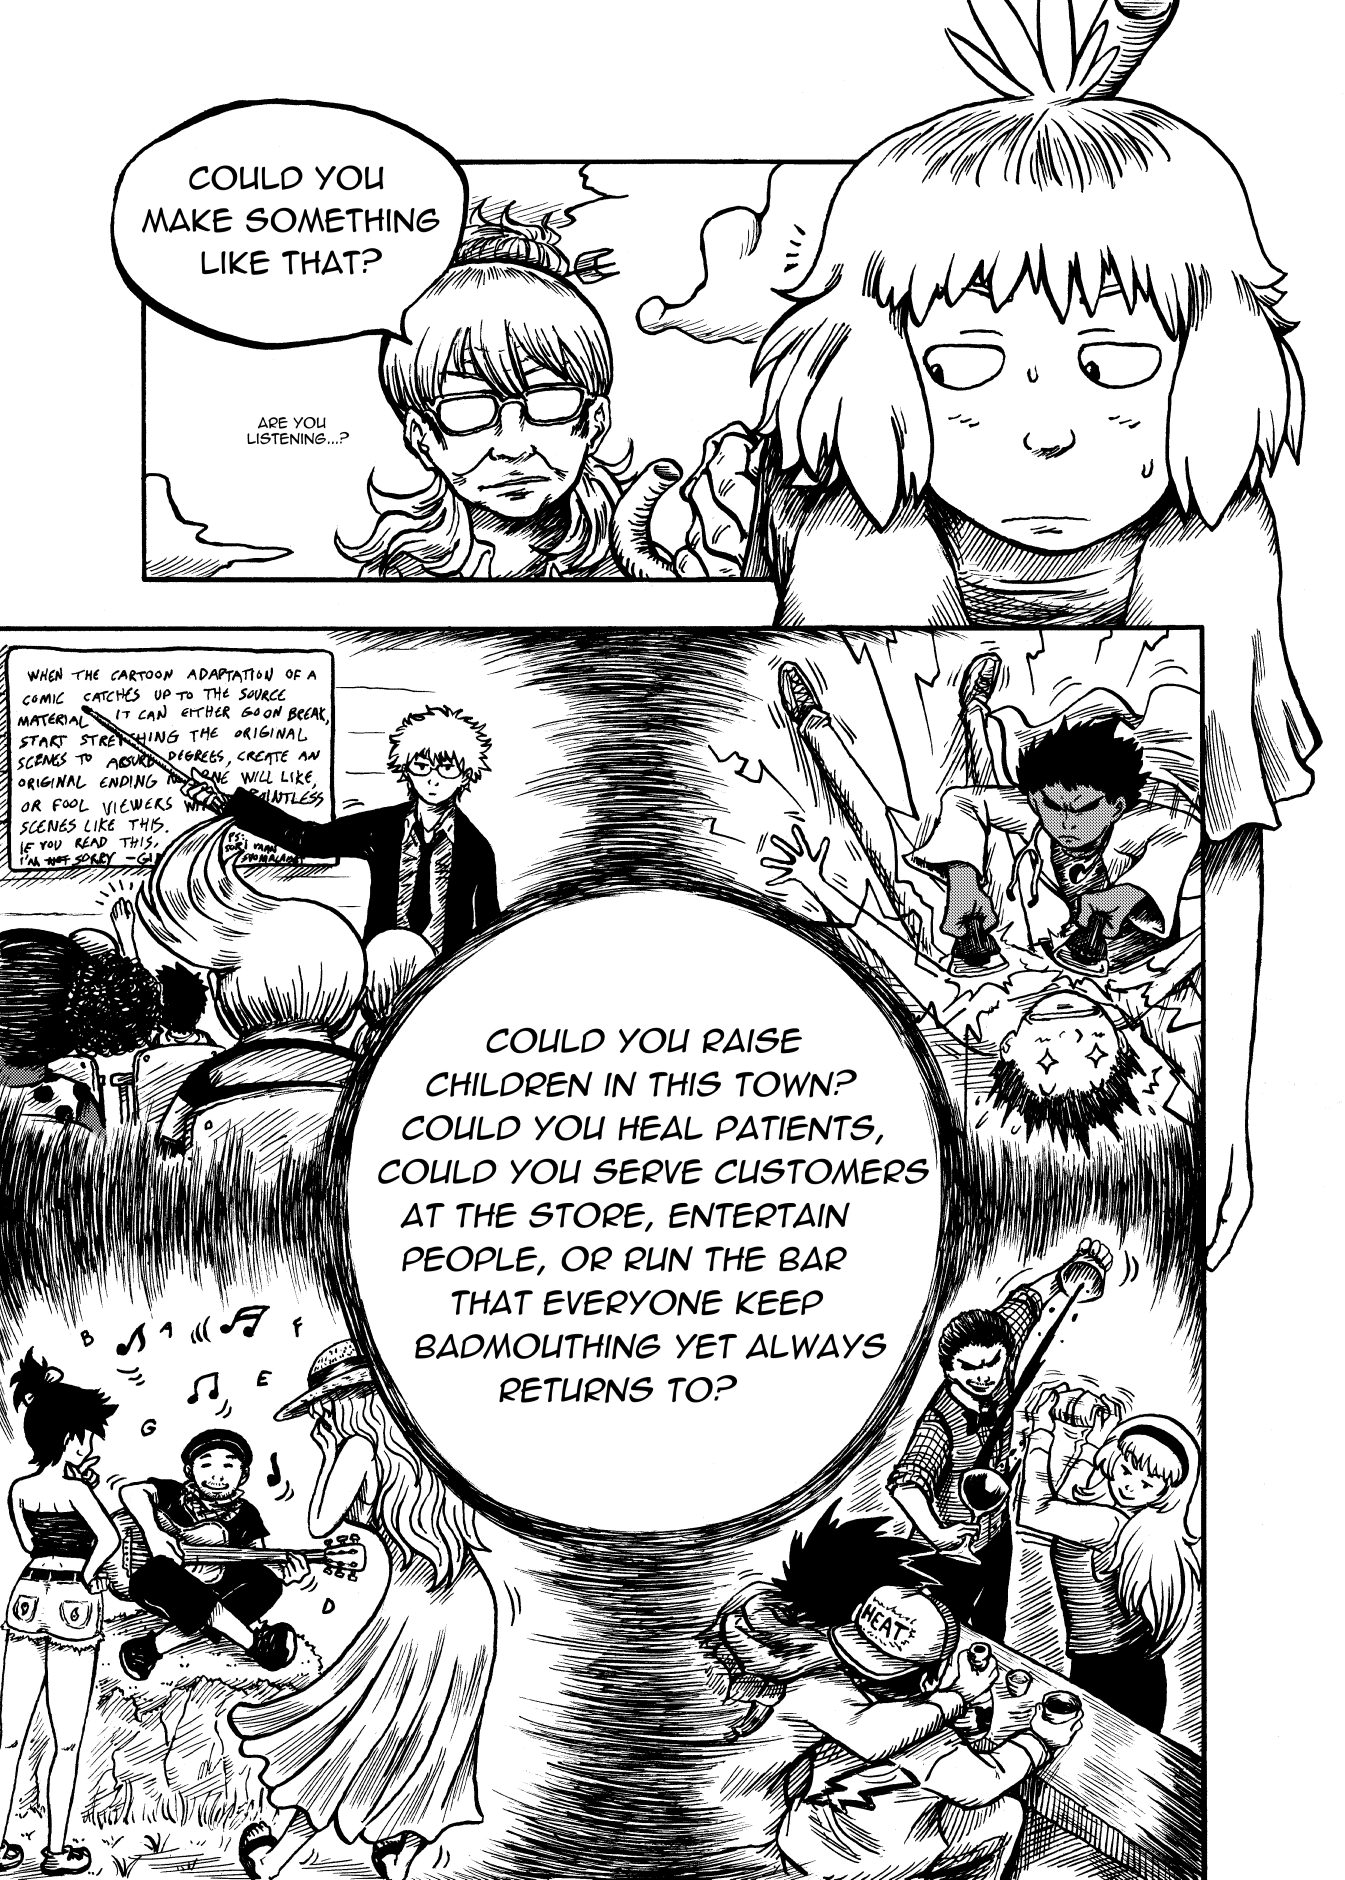 COULD YOU
MAKE SOMETHING
LIKE THAT?
ARE YOU
LISTENING...?
WHEN THE CARTOON ADAPTATION OF A
COMIC CATCHES UP TO THE SOURCE
MATERIAL IT CAN EITHER GO ON BREAK,
START STRETCHING THE ORIGINAL
SCENES TO ABSURD DEGREES, CREATE AN
ORIGINAL ENDING WILL LIKE,
OR FOOL VIEWERS
SCENES LIKE THIS.
IF YOU READ THIS,
I'M NOT SORRY
PS:
COULD YOU RAISE
CHILDREN IN THIS TOWN?
COULD YOU HEAL PATIENTS,
COULD YOU SERVE CUSTOMERS
AT THE STORE, ENTERTAIN
PEOPLE, OR RUN THE BAR
THAT EVERYONE KEEP
BADMOUTHING YET ALWAYS
RETURNS TO?
B A F
E
G
D
HEAT